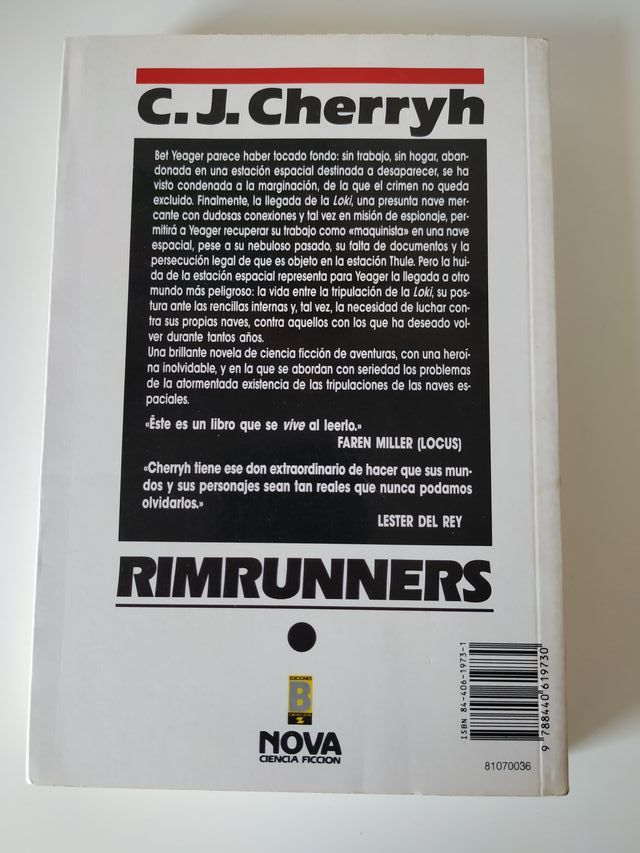 C.J.Cherryh
Bet Yeager parece haber tocado fondo: sin trabajo, sin hogar, aban-
donada en una estación espacial destinada a desaparecer, se ha
visto condenada a la marginación, de la que el crimen no queda
excluido. Finalmente, la llegada de la Loki, una presunta nave mer-
cante con dudosas conexiones y tal vez en misión de espionaje, per-
mitirá a Yeager recuperar su trabajo como «maquinista» en una nave
espacial, pese a su nebuloso pasado, su falta de documentos y la
persecución legal de que es objeto en la estación Thule. Pero la hui-
da de la estación espacial representa para Yeager la llegada a otro
mundo más peligroso: la vida entre la tripulación de la Loki, su pos-
tura ante las rencillas internas y, tal vez, la necesidad de luchar con-
tra sus propias naves, contra aquellos con los que ha deseado vol-
ver durante tantos años.
Una brillante novela de ciencia ficción de aventuras, con una heroí-
na inolvidable, y en la que se abordan con seriedad los problemas
de la atormentada existencia de las tripulaciones de las naves es-
paciales.
«Éste es un libro que se vive al leerlo.»
FAREN MILLER (LOCUS)
«Cherryh tiene ese don extraordinario de hacer que sus mun-
dos y sus personajes sean tan reales que nunca podamos
olvidarlos.»
LESTER DEL REY
RIMRUNNERS
EDICIONES
B
NOVA
CIENCIA FICCION
ISBN 84-406-1973-1
9 788440 619730
81070036